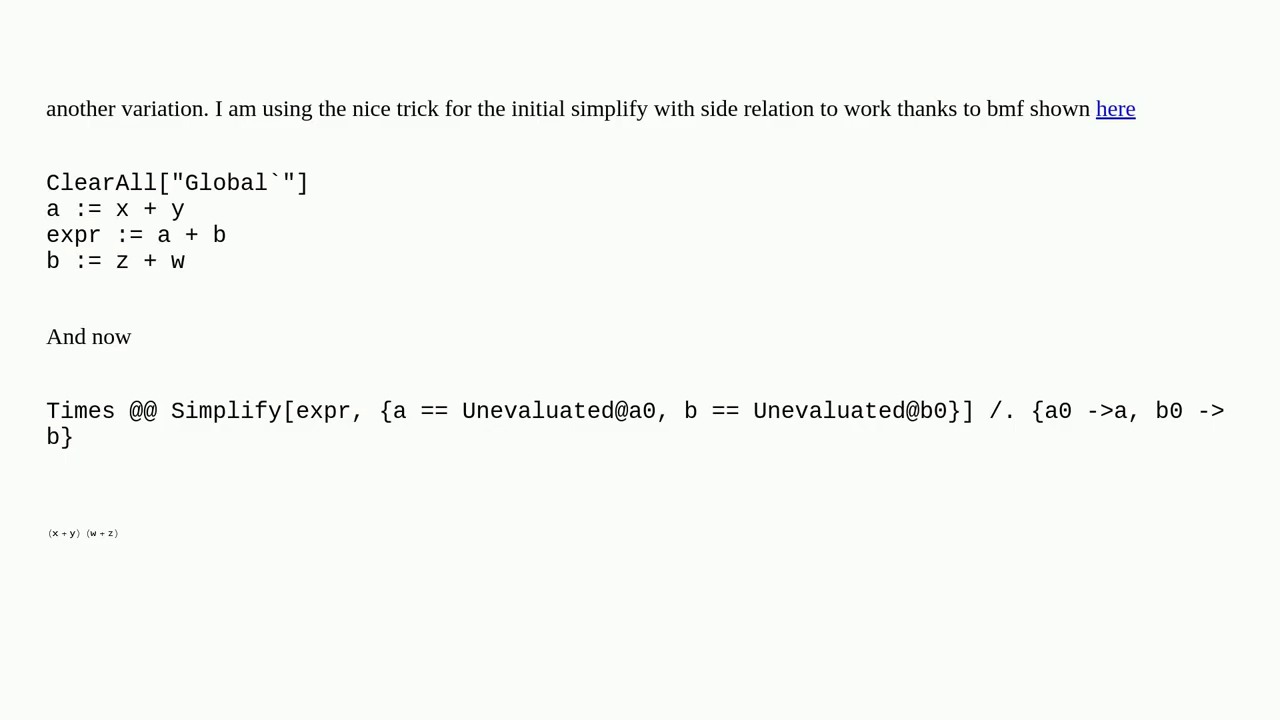 another variation. I am using the nice trick for the initial simplify with side relation to work thanks to bmf shown here
ClearAll["Global`"]
a := x + y
expr := a + b
b := z + w
And now
Times @@ Simplify[expr, {a == Unevaluated@a0, b == Unevaluated@b0}] /. {a0 ->a, b0 ->
b}
(x + y) (w + z)